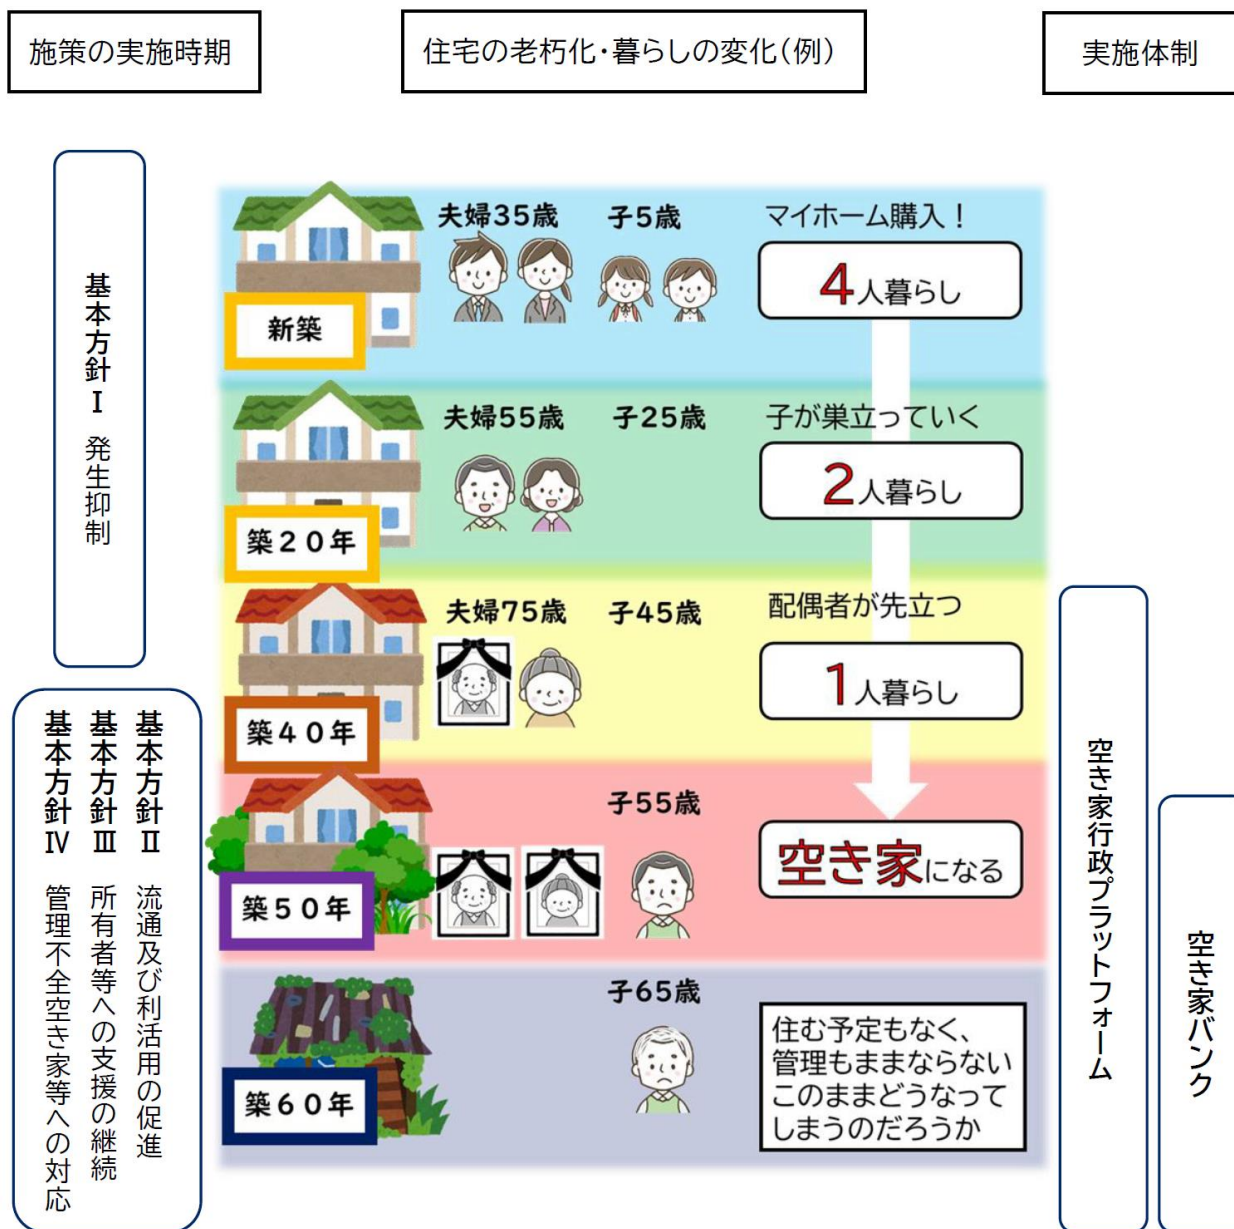 施策の実施時期
住宅の老朽化・暮らしの変化(例)
実施体制
基本方針Ⅰ 発生抑制
基本方針Ⅱ 流通及び利活用の促進
基本方針Ⅲ 所有者等への支援の継続
基本方針Ⅳ 管理不全空き家等への対応
新築
夫婦35歳
子5歳
マイホーム購入!
4人暮らし
築20年
夫婦55歳
子25歳
子が巣立っていく
2人暮らし
築40年
夫婦75歳
子45歳
配偶者が先立つ
1人暮らし
築50年
子55歳
空き家になる
築60年
子65歳
住む予定もなく、
管理もままならない
このままどうなって
しまうのだろうか
空き家行政プラットフォーム
空き家バンク